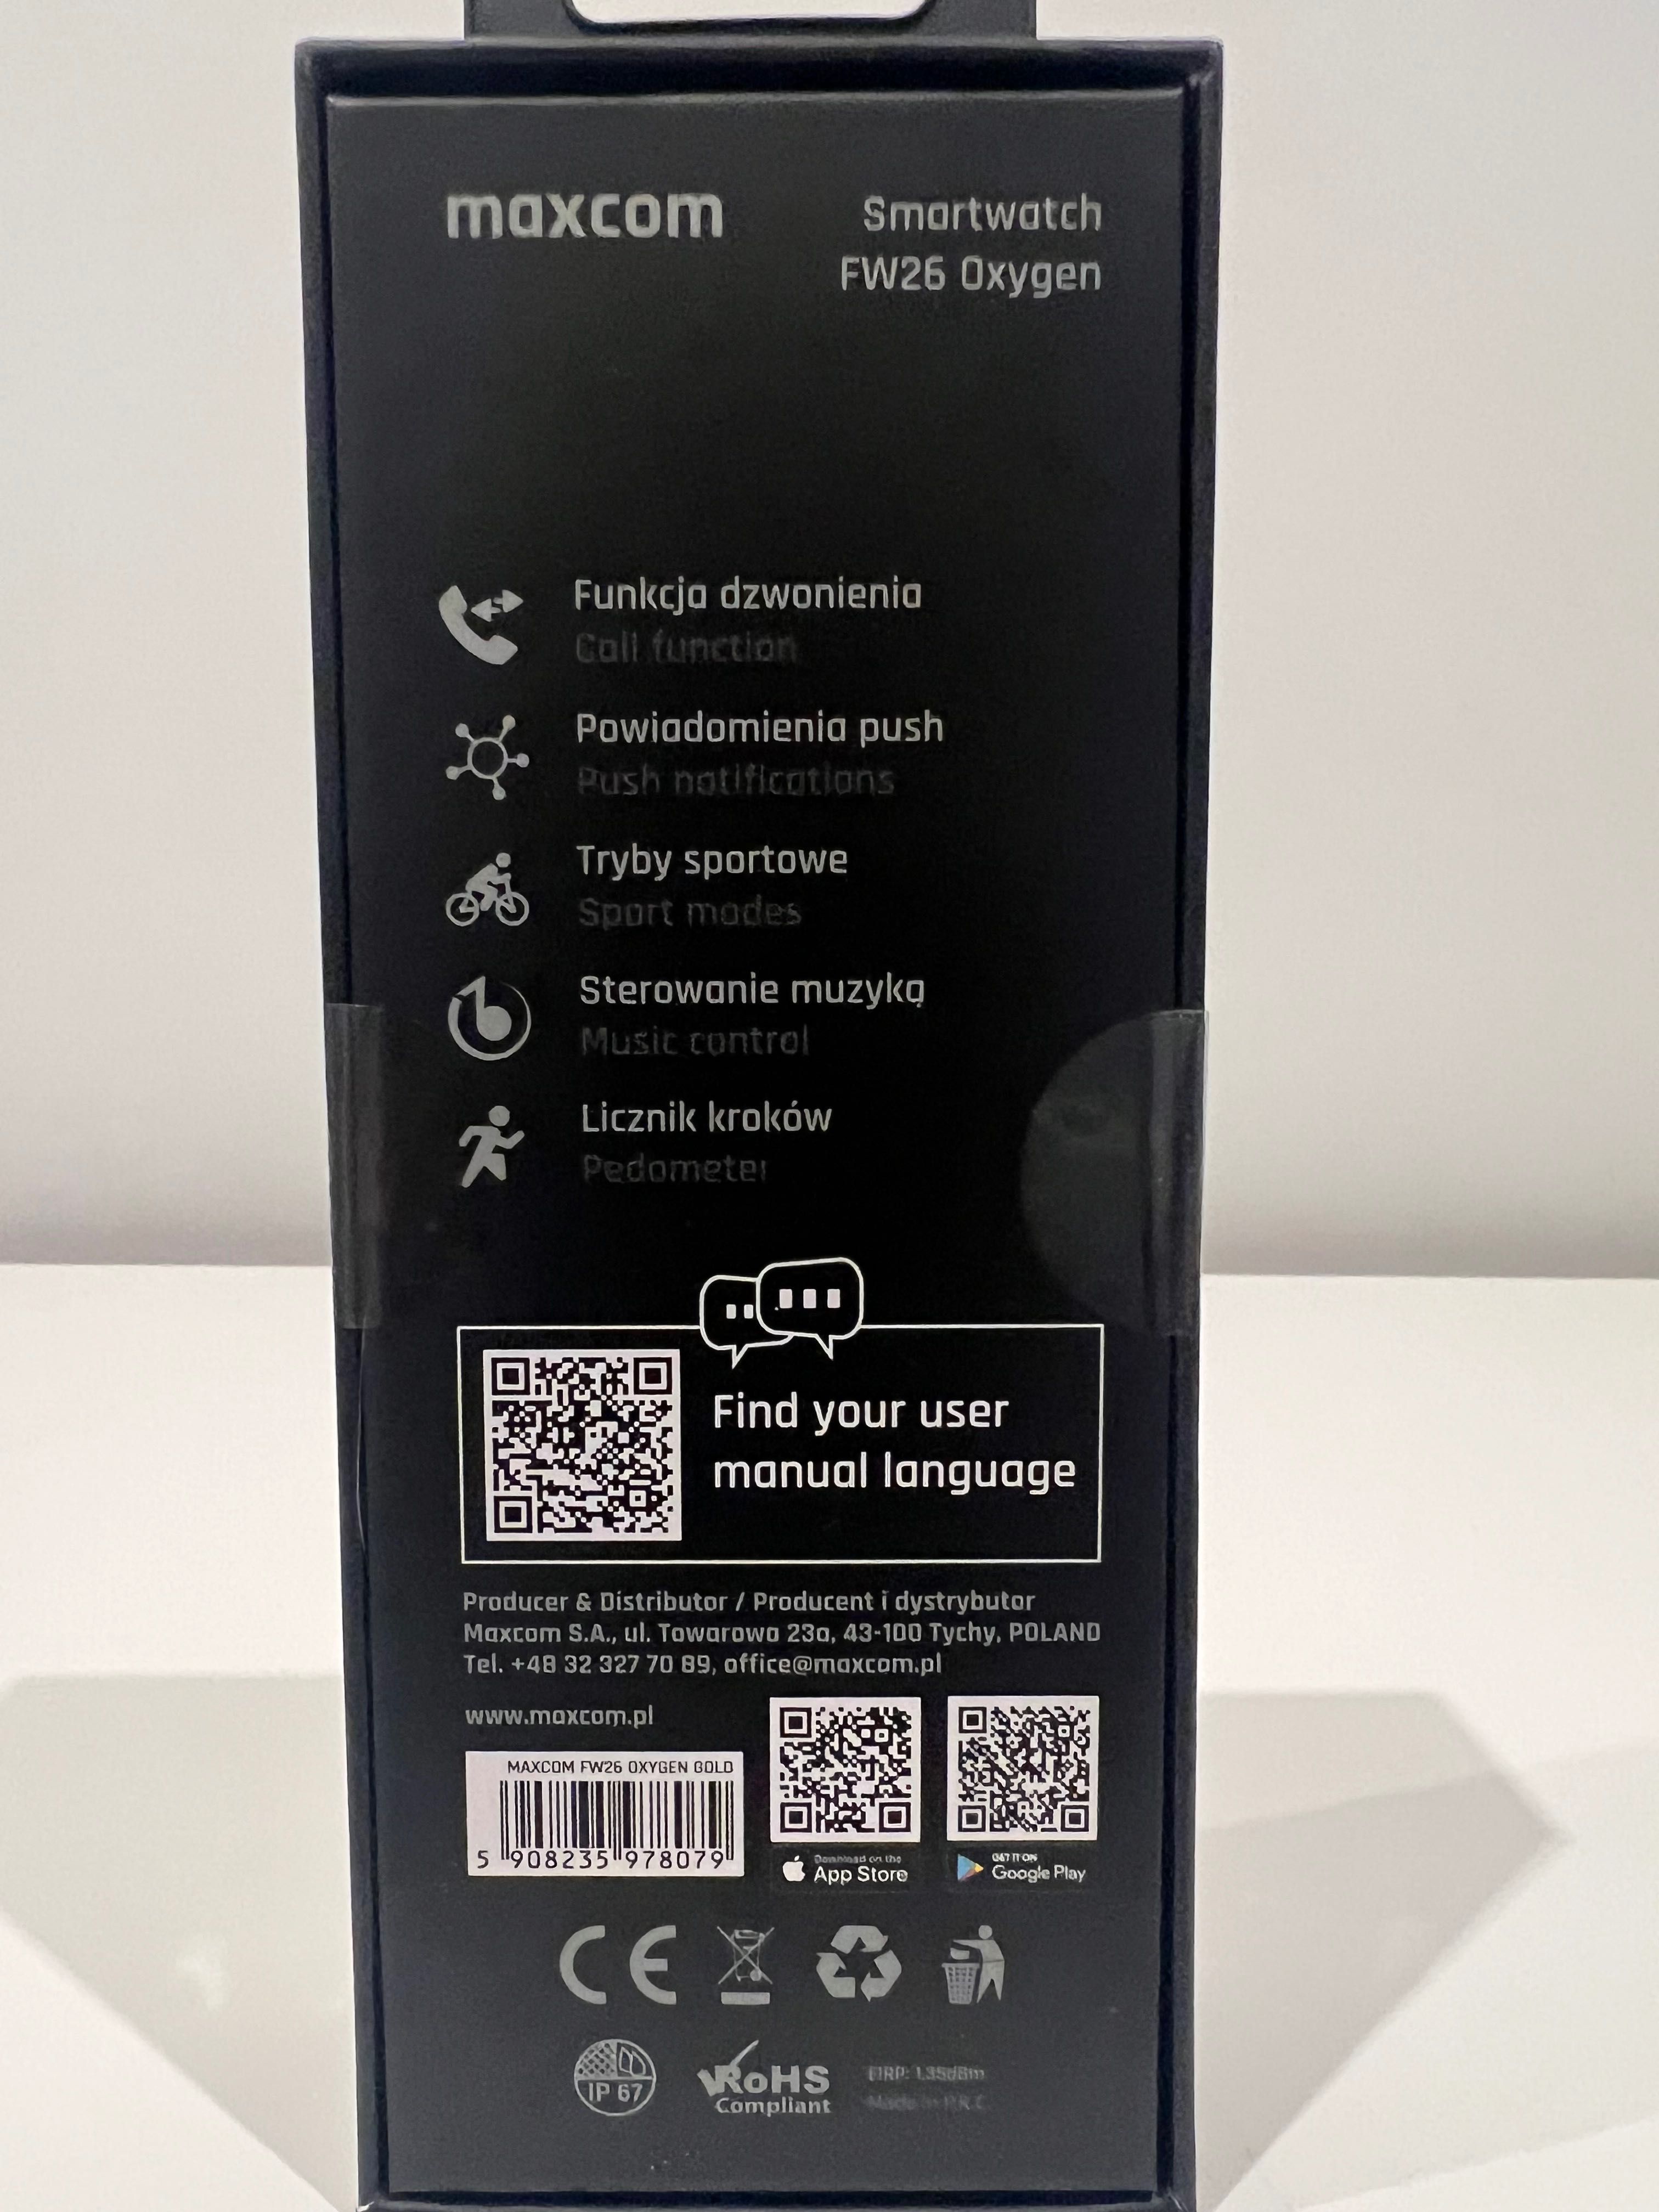 maxcom
Smartwatch
FW26 Oxygen
Funkcja dzwonienia
Call function
Powiadomienia push
Push notifications
Tryby sportowe
Sport modes
Sterowanie muzyką
Music control
Licznik kroków
Pedometer
Find your user
manual language
Producer & Distributor / Producent i dystrybutor
Maxcom S.A., ul. Towarowa 23a, 43-100 Tychy, POLAND
Tel. +48 32 327 70 89, office@maxcom.pl
www.maxcom.pl
MAXCOM FW26 OXYGEN GOLD
5 908235 978079
Download on the
App Store
GET IT ON
Google Play
CE
IP 67
RoHS
Compliant
EIRP: 1.35dBm
Made in P.R.C